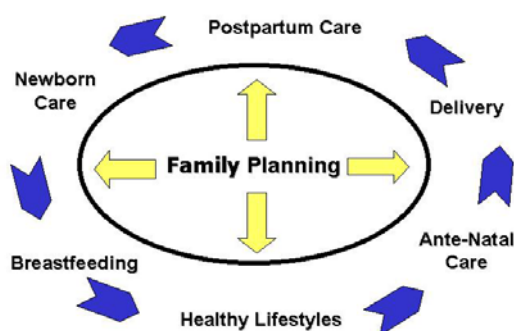 Postpartum Care
Newborn
Care
Delivery
Family Planning
Ante-Natal
Care
Breastfeeding
Healthy Lifestyles